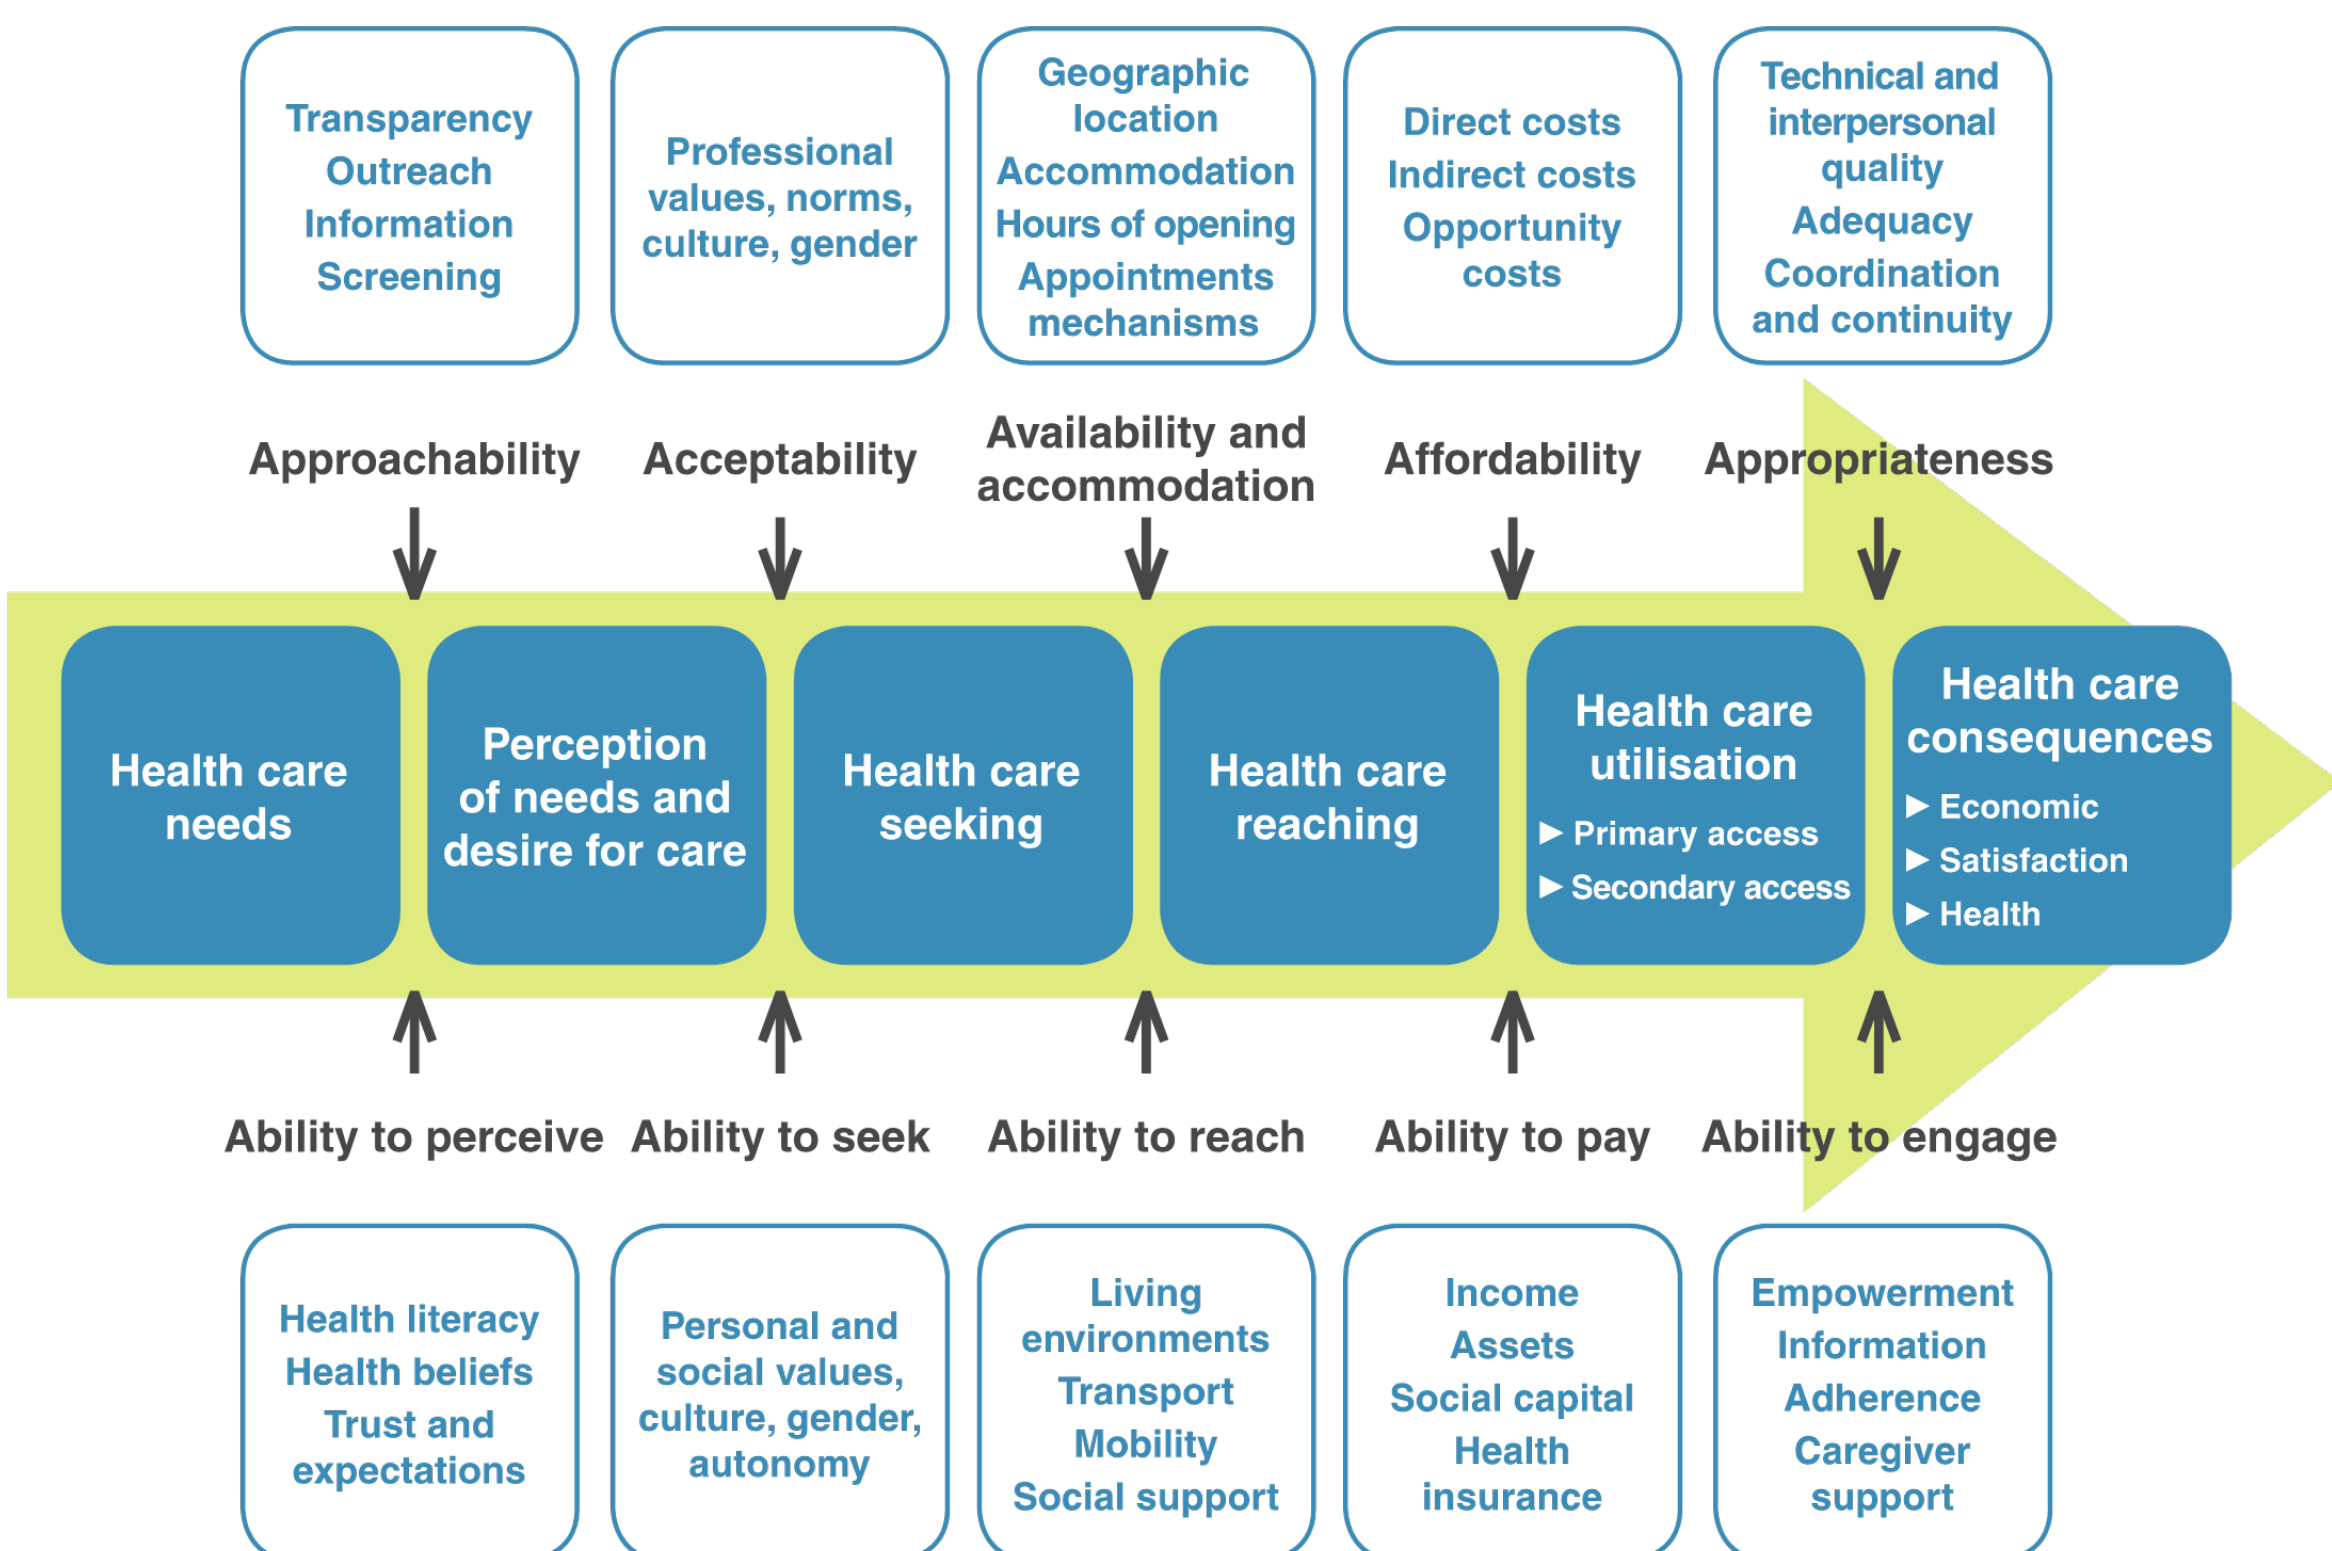 Transparency
Outreach
Information
Screening
Professional
values, norms,
culture, gender
Geographic
location
Accommodation
Hours of opening
Appointments
mechanisms
Direct costs
Indirect costs
Opportunity
costs
Technical and
interpersonal
quality
Adequacy
Coordination
and continuity
Approachability
Acceptability
Availability and
accommodation
Affordability
Appropriateness
Health care
needs
Perception
of needs and
desire for care
Health care
seeking
Health care
reaching
Health care
utilisation
► Primary access
► Secondary access
Health care
consequences
► Economic
► Satisfaction
► Health
Ability to perceive
Ability to seek
Ability to reach
Ability to pay
Ability to engage
Health literacy
Health beliefs
Trust and
expectations
Personal and
social values,
culture, gender,
autonomy
Living
environments
Transport
Mobility
Social support
Income
Assets
Social capital
Health
insurance
Empowerment
Information
Adherence
Caregiver
support